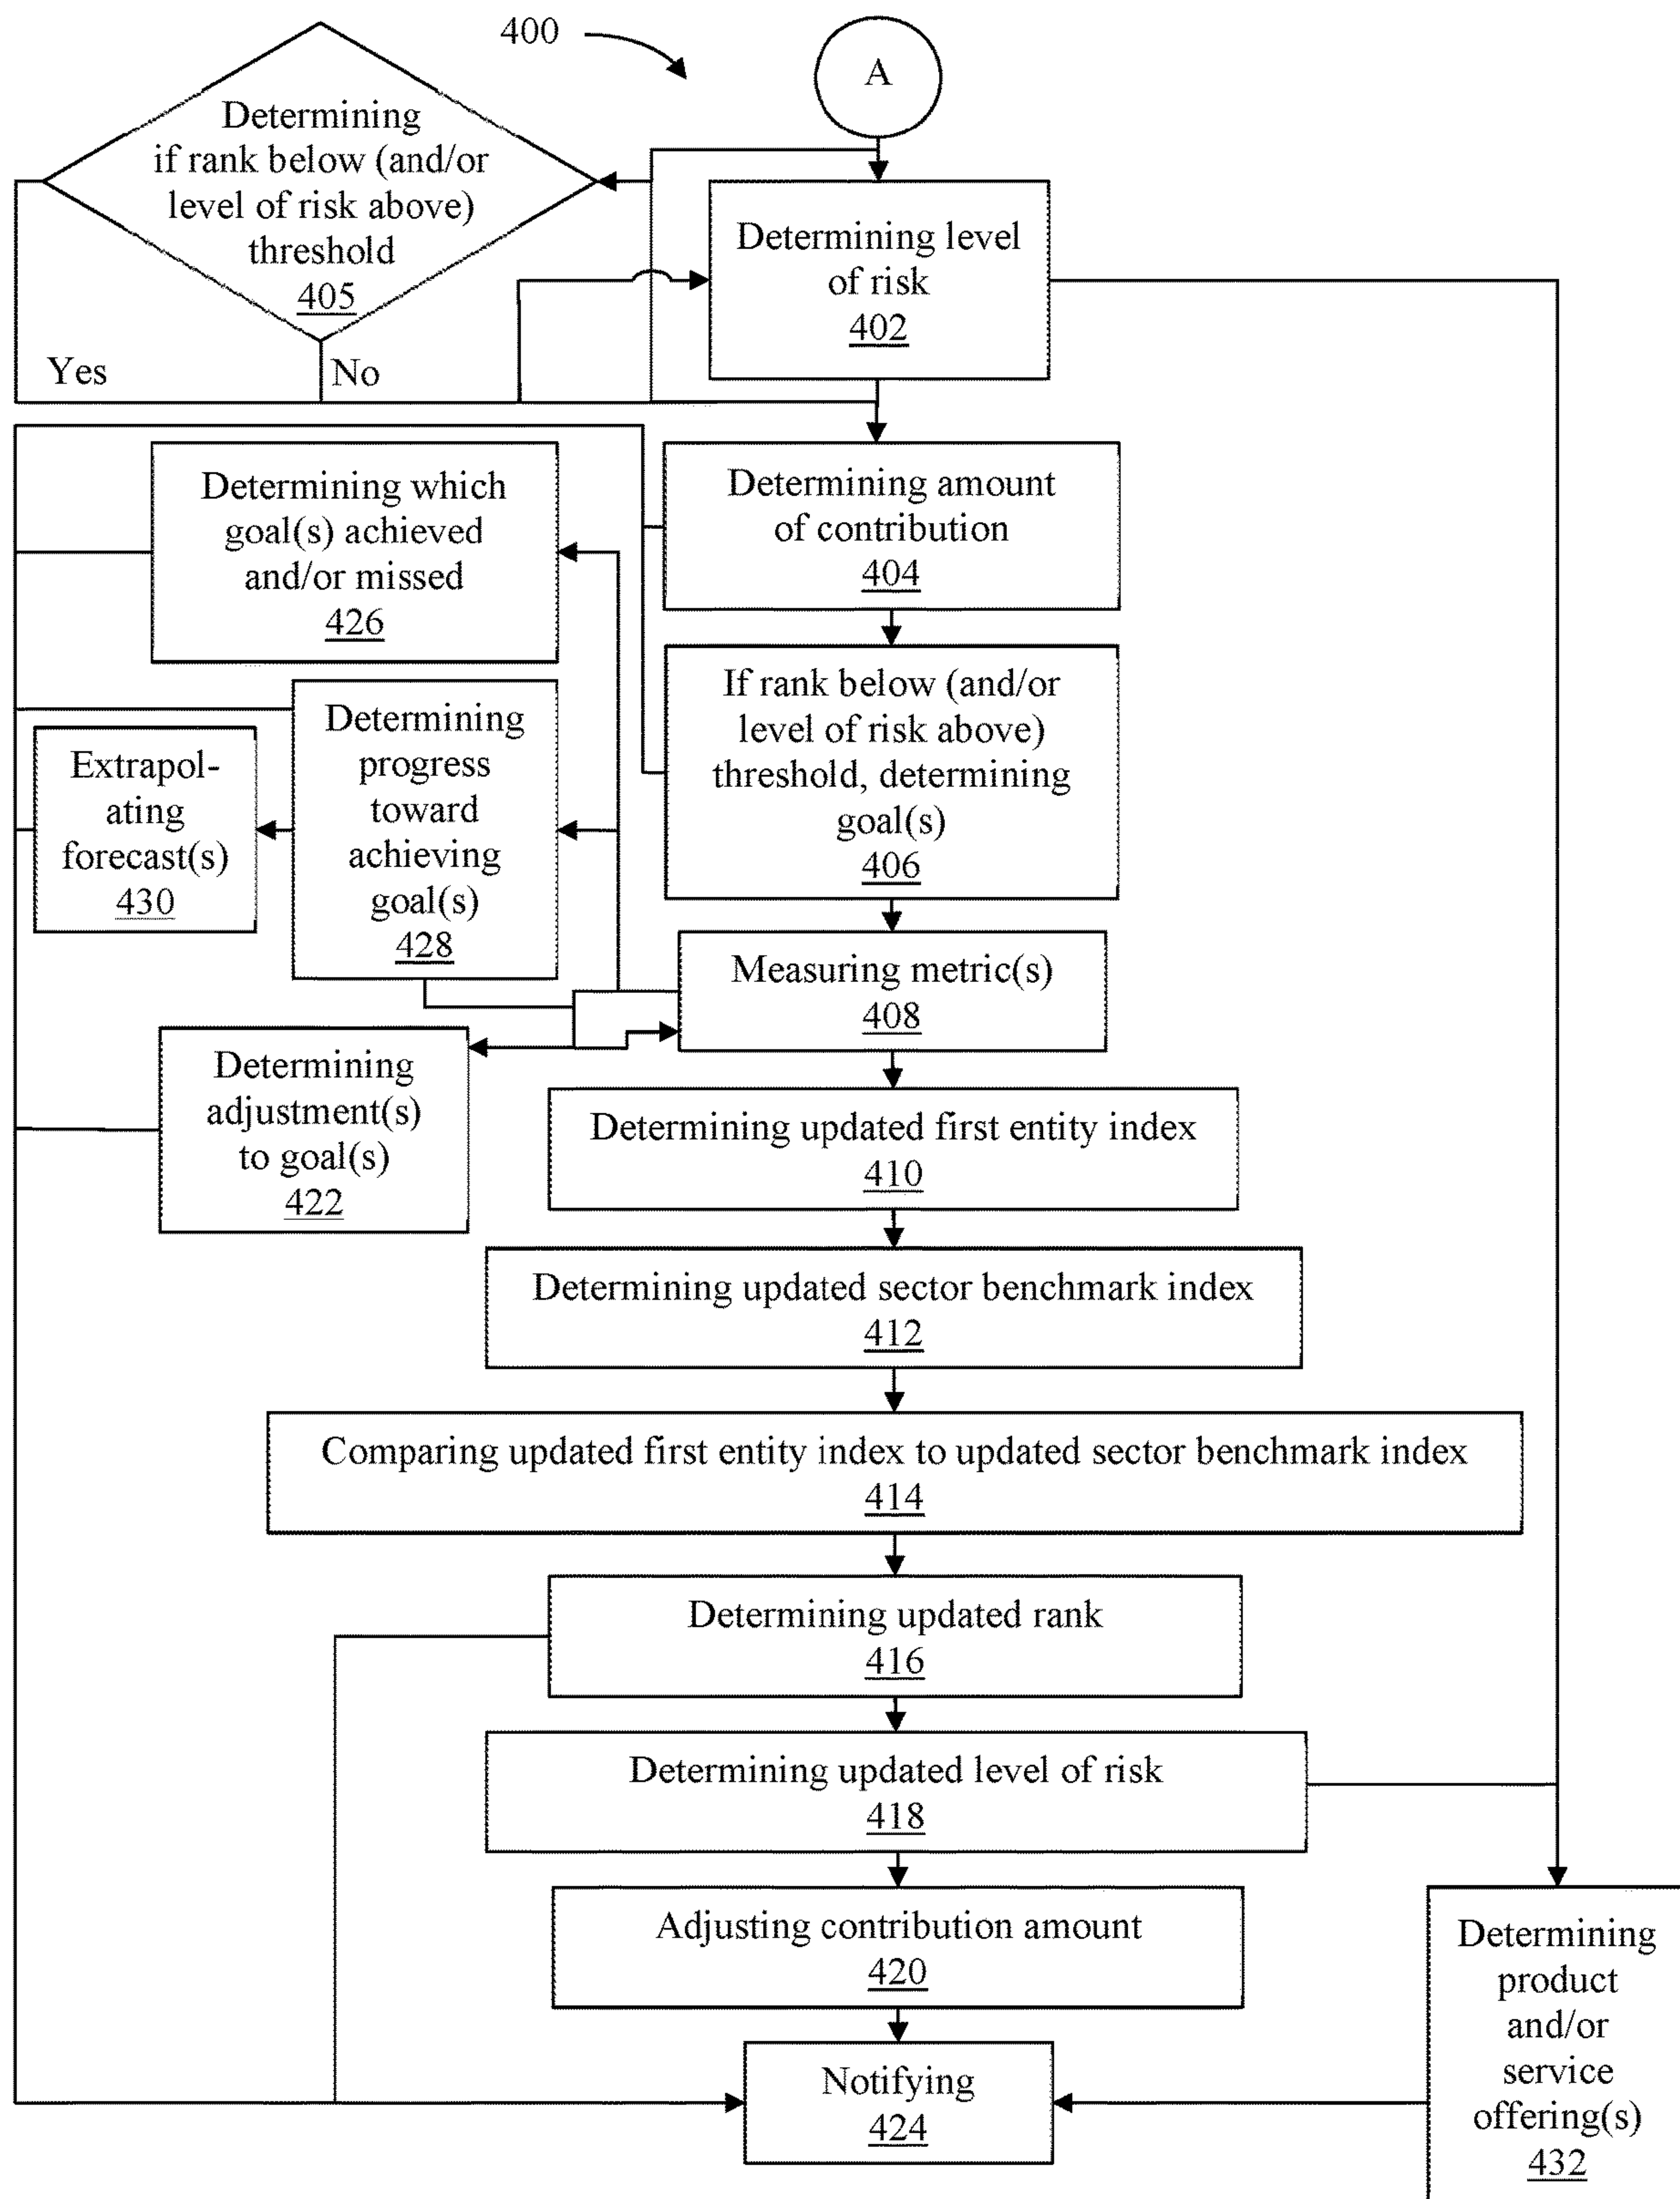 400
A
Determining
if rank below (and/or
level of risk above)
threshold
405
Yes
No
Determining level
of risk
402
Determining amount
of contribution
404
Determining which
goal(s) achieved
and/or missed
426
If rank below (and/or
level of risk above)
threshold, determining
goal(s)
406
Determining
progress
toward
achieving
goal(s)
428
Extrapol-
ating
forecast(s)
430
Measuring metric(s)
408
Determining
adjustment(s)
to goal(s)
422
Determining updated first entity index
410
Determining updated sector benchmark index
412
Comparing updated first entity index to updated sector benchmark index
414
Determining updated rank
416
Determining updated level of risk
418
Adjusting contribution amount
420
Notifying
424
Determining
product
and/or
service
offering(s)
432